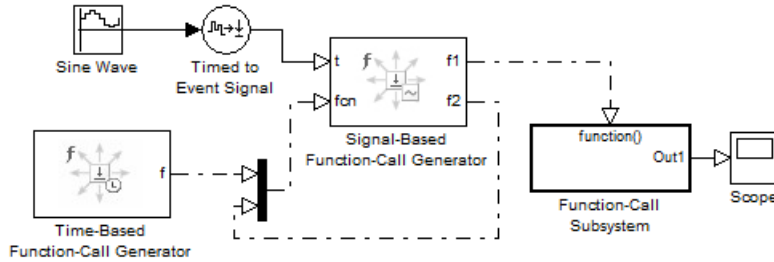 Sine Wave
Timed to
Event Signal
t
fcn
f1
f2
Signal-Based
Function-Call Generator
f
Time-Based
Function-Call Generator
function()
Out1
Function-Call
Subsystem
Scope